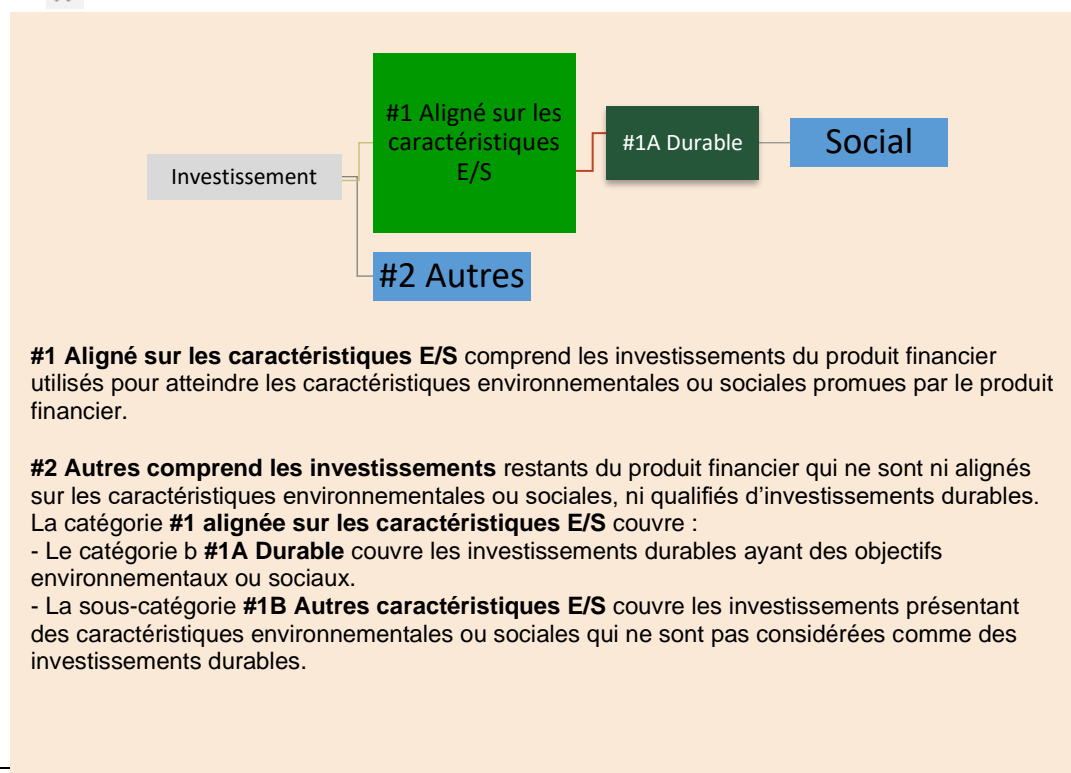 #1 Aligné sur les
caractéristiques
E/S
#1A Durable
Social
Investissement
#2 Autres
#1 Aligné sur les caractéristiques E/S comprend les investissements du produit financier
utilisés pour atteindre les caractéristiques environnementales ou sociales promues par le produit
financier.
#2 Autres comprend les investissements restants du produit financier qui ne sont ni alignés
sur les caractéristiques environnementales ou sociales, ni qualifiés d’investissements durables.
La catégorie #1 alignée sur les caractéristiques E/S couvre :
- Le catégorie b #1A Durable couvre les investissements durables ayant des objectifs
environnementaux ou sociaux.
- La sous-catégorie #1B Autres caractéristiques E/S couvre les investissements présentant
des caractéristiques environnementales ou sociales qui ne sont pas considérées comme des
investissements durables.